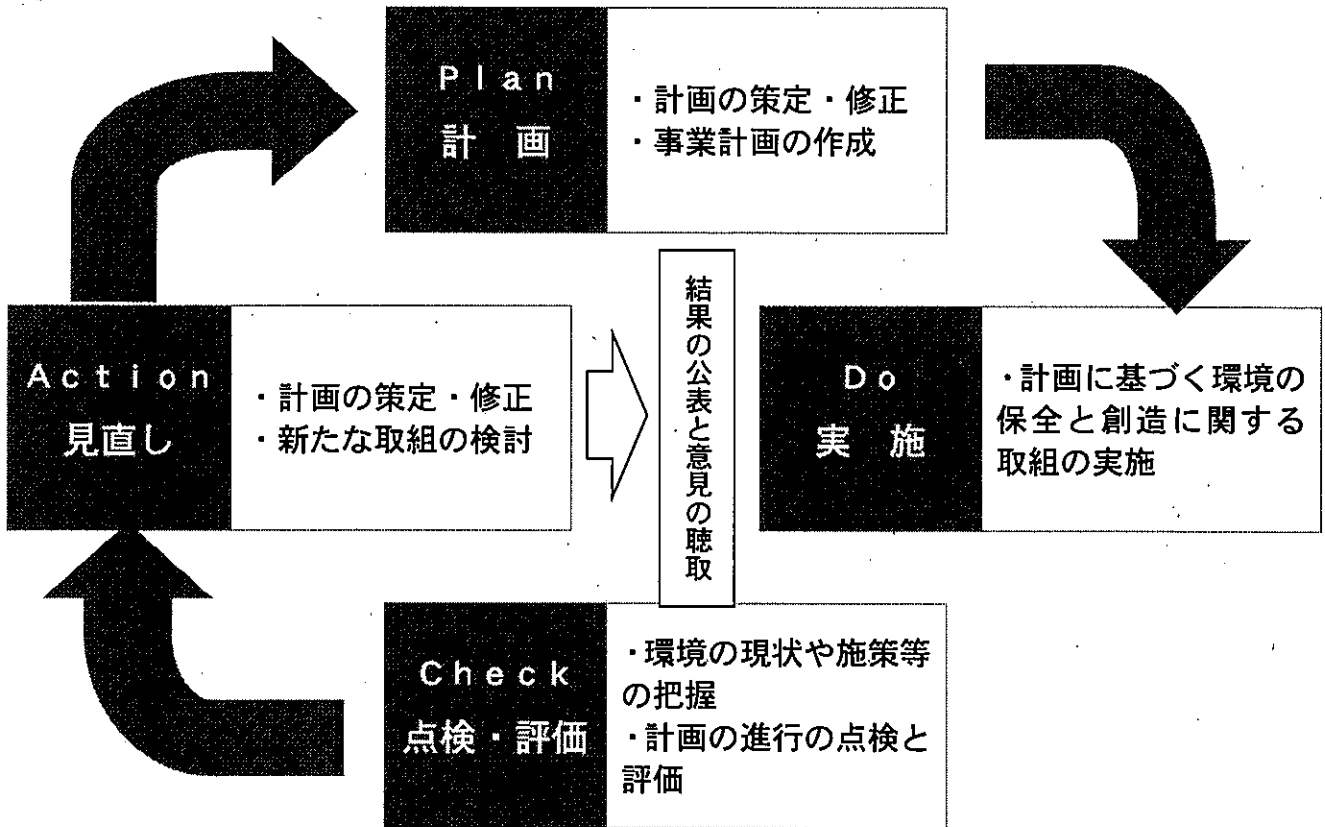 Plan
計　画
・計画の策定・修正
・事業計画の作成
Action
見直し
・計画の策定・修正
・新たな取組の検討
結果の公表と意見の聴取
Do
実　施
・計画に基づく環境の
保全と創造に関する
取組の実施
Check
点検・評価
・環境の現状や施策等
の把握
・計画の進行の点検と
評価